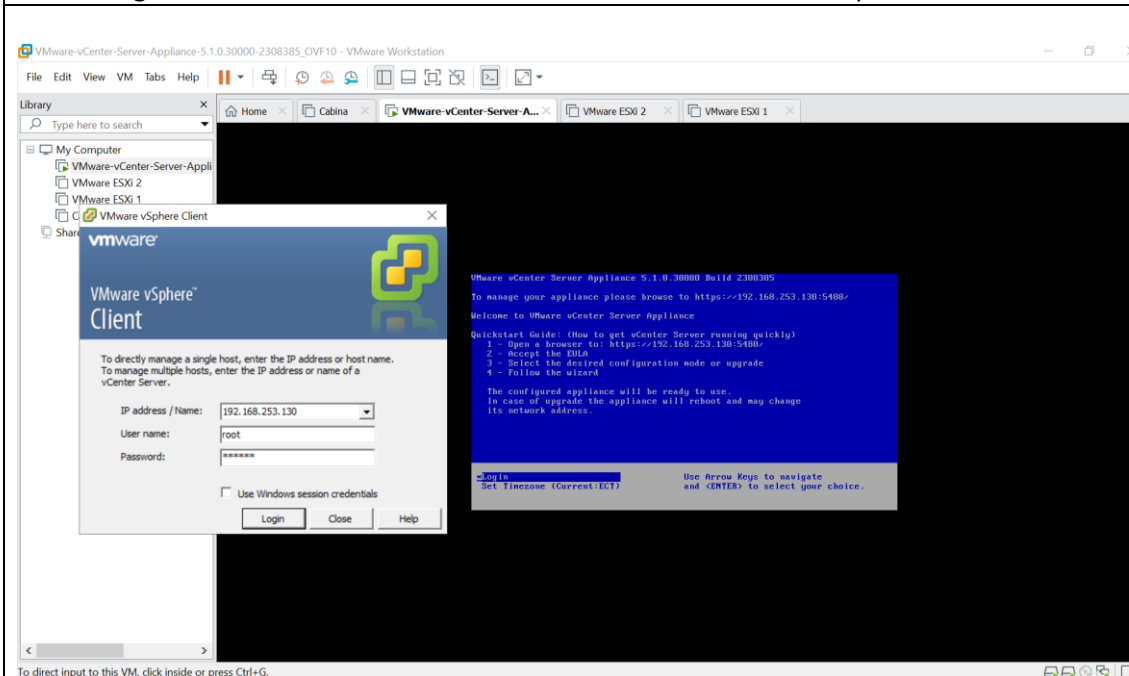 VMware-vCenter-Server-Appliance-5.1.0.30000-2308385_OVF10 - VMware Workstation
File Edit View VM Tabs Help
Library
Type here to search
Home
Cabina
VMware-vCenter-Server-A...
VMware ESXi 2
VMware ESXi 1
My Computer
VMware-vCenter-Server-Appli
VMware ESXi 2
VMware ESXi 1
C
Shar
VMware vSphere Client
vmware
VMware vSphere™
Client
To directly manage a single host, enter the IP address or host name.
To manage multiple hosts, enter the IP address or name of a
vCenter Server.
IP address / Name: 192.168.253.130
User name: root
Password: ******
Use Windows session credentials
Login Close Help
VMware vCenter Server Appliance 5.1.0.30000 Build 2308385
To manage your appliance please browse to https://192.168.253.130:5480/
Welcome to VMware vCenter Server Appliance
Quickstart Guide: (How to get vCenter Server running quickly)
1 - Open a browser to: https://192.168.253.130:5480/
2 - Accept the EULA
3 - Select the desired configuration mode or upgrade
4 - Follow the wizard
The configured appliance will be ready to use.
In case of upgrade the appliance will reboot and may change
its network address.
Login
Set Timezone (Current:ECT)
Use Arrow Keys to navigate
and <ENTER> to select your choice.
To direct input to this VM, click inside or press Ctrl+G.